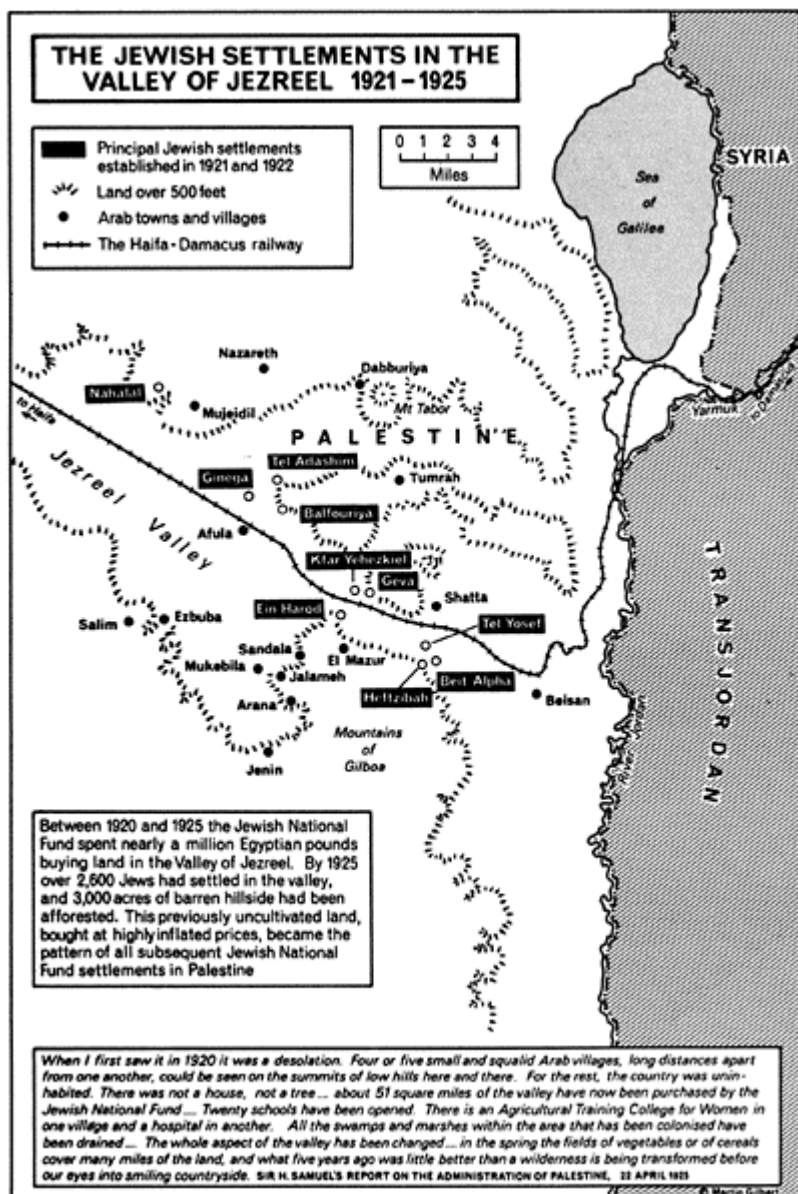 THE JEWISH SETTLEMENTS IN THE
VALLEY OF JEZREEL 1921-1925
Principal Jewish settlements
established in 1921 and 1922
Land over 500 feet
Arab towns and villages
The Haifa-Damacus railway
0 1 2 3 4
Miles
SYRIA
Sea
of
Galilee
Nazareth
Dabburiya
Nahalal
Mujeidil
Mt Tabor
to Haifa
Yarmuk
to Damascus
PALESTINE
Jezreel Valley
Ginega
Tel Adashim
Tumrah
Balfouriya
Afula
Kfar Yehezkiel
Geva
Shatta
Ein Harod
Tel Yosef
Salim
Ezbuba
Sandala
El Mazur
Mukebila
Jalameh
Beit Alpha
Heftzibah
Arana
Beisan
Jenin
Mountains
of
Gilboa
River Jordan
TRANSJORDAN
Between 1920 and 1925 the Jewish National
Fund spent nearly a million Egyptian pounds
buying land in the Valley of Jezreel. By 1925
over 2,600 Jews had settled in the valley,
and 3,000 acres of barren hillside had been
afforested. This previously uncultivated land,
bought at highly inflated prices, became the
pattern of all subsequent Jewish National
Fund settlements in Palestine
When I first saw it in 1920 it was a desolation. Four or five small and squalid Arab villages, long distances apart
from one another, could be seen on the summits of low hills here and there. For the rest, the country was unin-
habited. There was not a house, not a tree... about 51 square miles of the valley have now been purchased by the
Jewish National Fund... Twenty schools have been opened. There is an Agricultural Training College for Women in
one village and a hospital in another. All the swamps and marshes within the area that has been colonised have
been drained... The whole aspect of the valley has been changed... in the spring the fields of vegetables or of cereals
cover many miles of the land, and what five years ago was little better than a wilderness is being transformed before
our eyes into smiling countryside. SIR H. SAMUEL'S REPORT ON THE ADMINISTRATION OF PALESTINE, 22 APRIL 1925
© Martin Gilbert